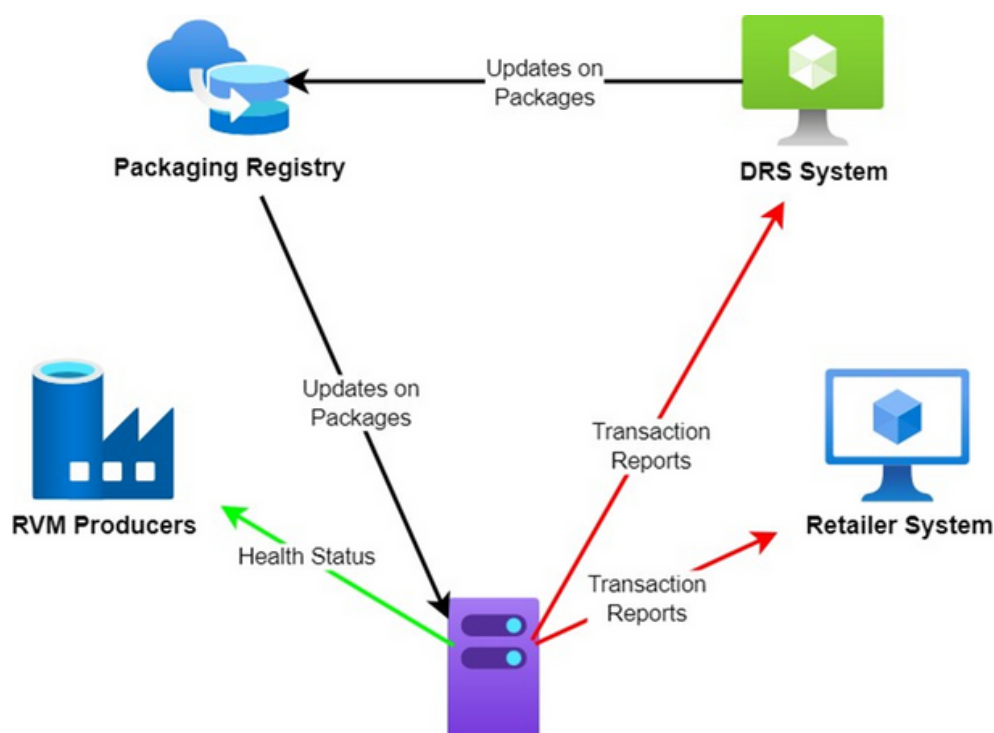 Updates on
Packages
Packaging Registry
DRS System
Updates on
Packages
Transaction
Reports
RVM Producers
Retailer System
Health Status
Transaction
Reports